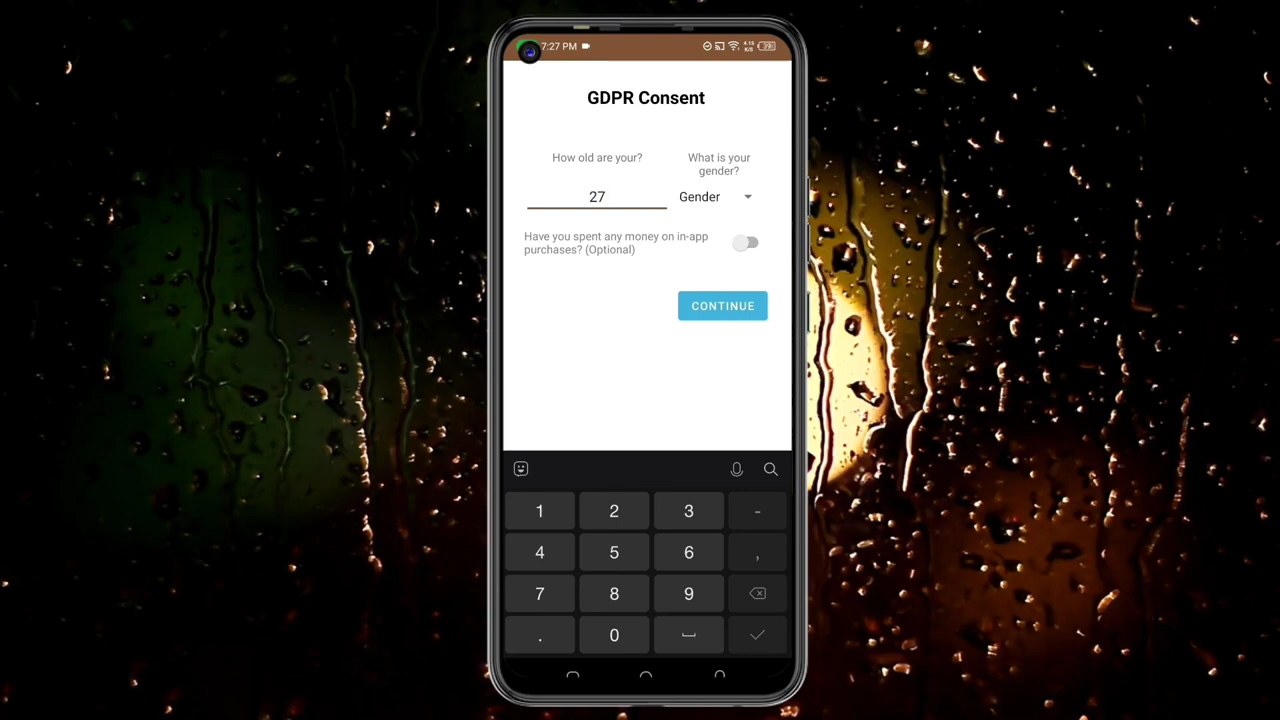 7:27 PM
GDPR Consent
How old are your?
What is your
gender?
27
Gender
Have you spent any money on in-app
purchases? (Optional)
CONTINUE
1 2 3 -
4 5 6 ,
7 8 9
. 0